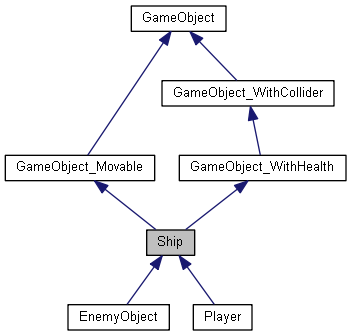 GameObject
GameObject_WithCollider
GameObject_Movable
GameObject_WithHealth
Ship
EnemyObject
Player